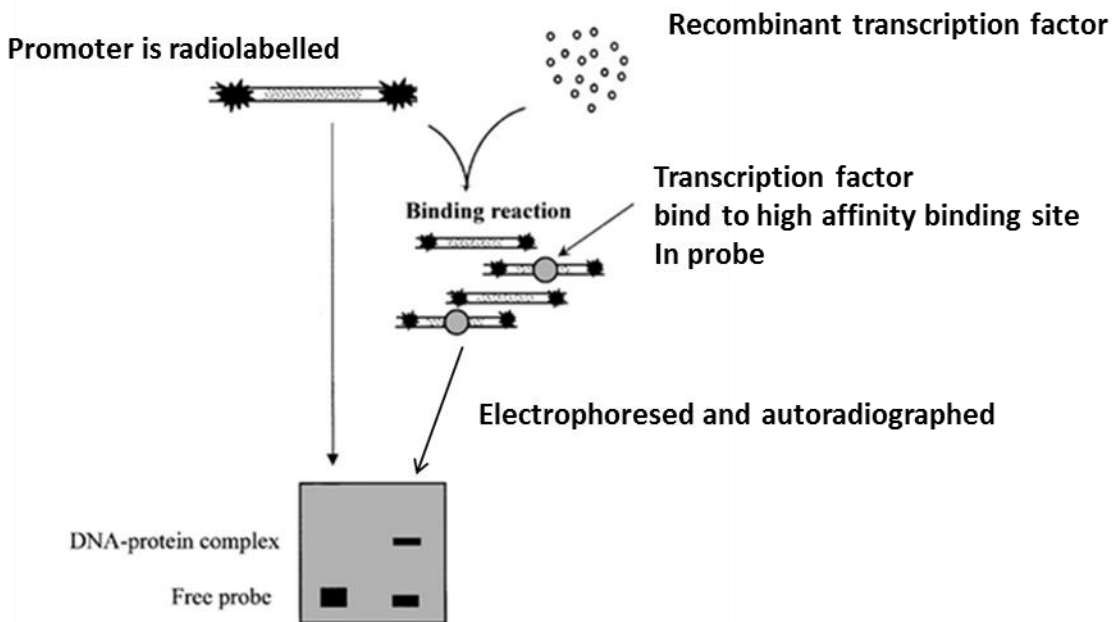 Recombinant transcription factor
Promoter is radiolabelled
Transcription factor
bind to high affinity binding site
In probe
Binding reaction
Electrophoresed and autoradiographed
DNA-protein complex
Free probe